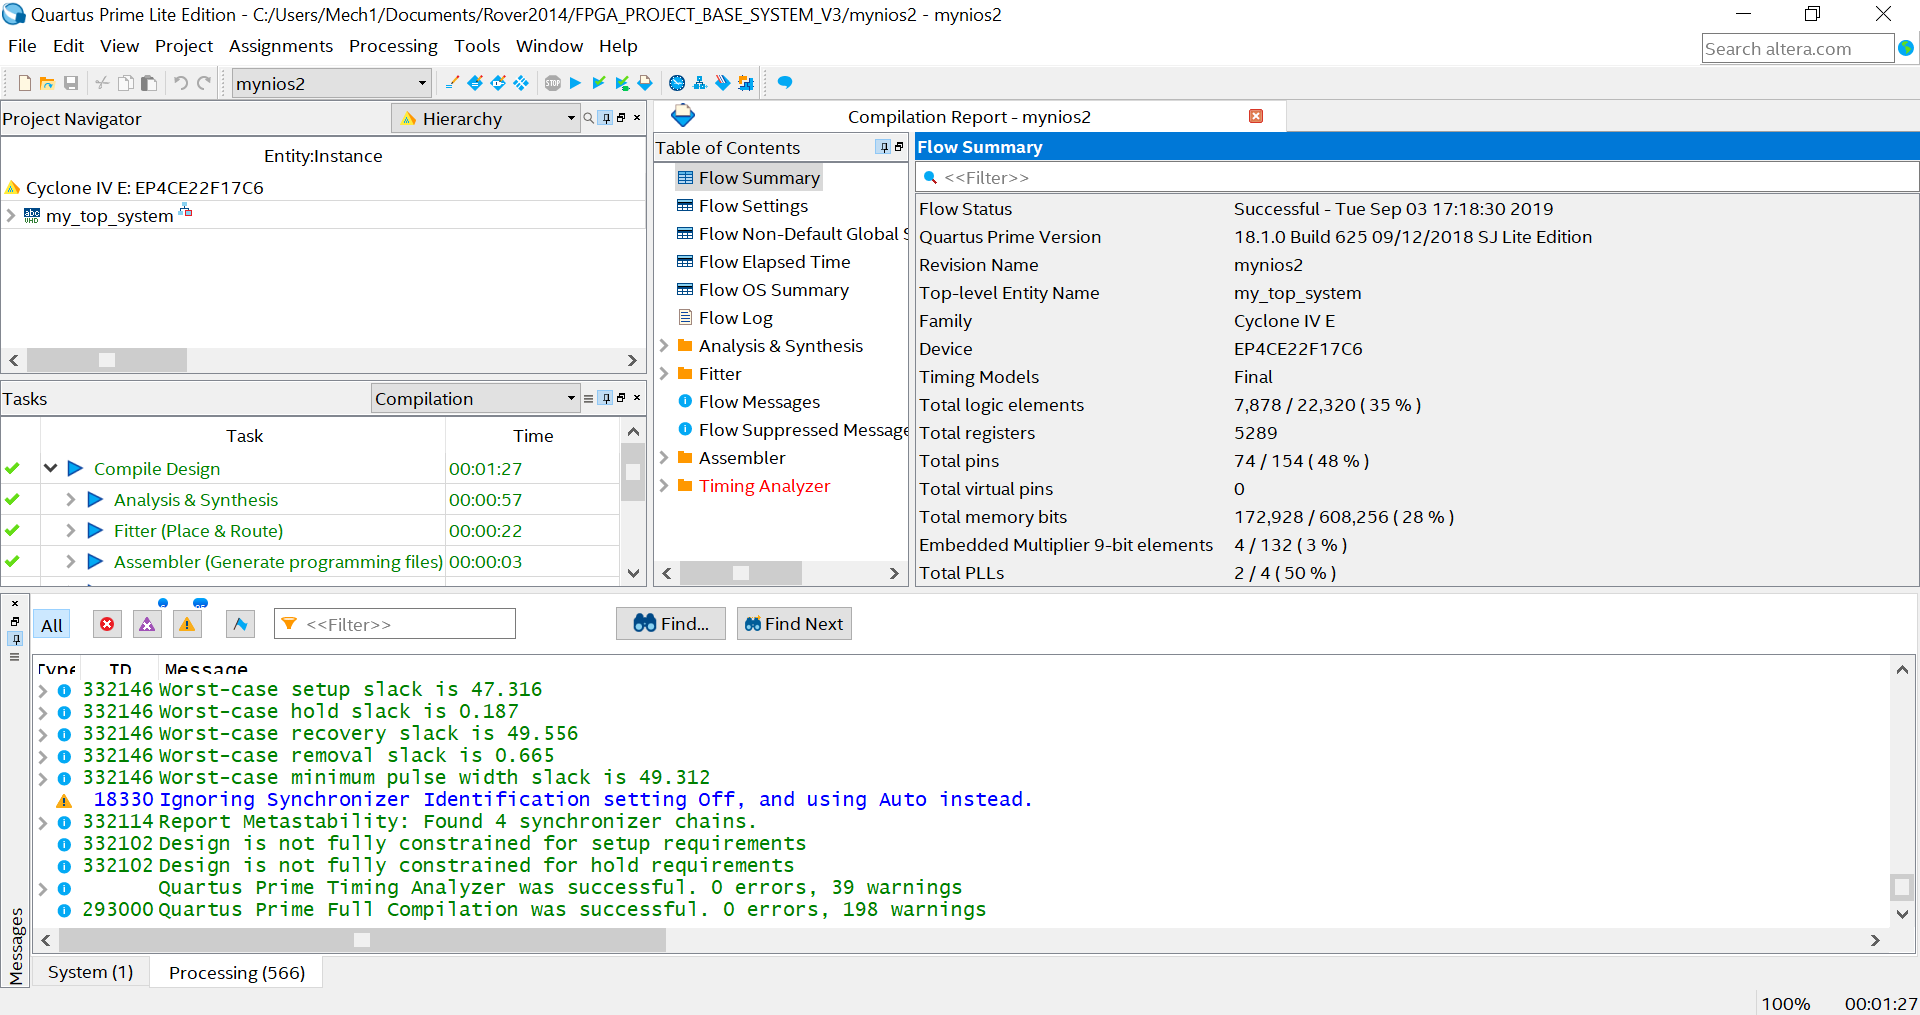 Quartus Prime Lite Edition - C:/Users/Mech1/Documents/Rover2014/FPGA_PROJECT_BASE_SYSTEM_V3/mynios2 - mynios2
File Edit View Project Assignments Processing Tools Window Help
Search altera.com
mynios2
Project Navigator
Hierarchy
Entity:Instance
Cyclone IV E: EP4CE22F17C6
my_top_system
Tasks
Compilation
Task Time
Compile Design 00:01:27
Analysis & Synthesis 00:00:57
Fitter (Place & Route) 00:00:22
Assembler (Generate programming files) 00:00:03
Compilation Report - mynios2
Table of Contents
Flow Summary
Flow Settings
Flow Non-Default Global S
Flow Elapsed Time
Flow OS Summary
Flow Log
Analysis & Synthesis
Fitter
Flow Messages
Flow Suppressed Message
Assembler
Timing Analyzer
Flow Summary
<<Filter>>
Flow Status Successful - Tue Sep 03 17:18:30 2019
Quartus Prime Version 18.1.0 Build 625 09/12/2018 SJ Lite Edition
Revision Name mynios2
Top-level Entity Name my_top_system
Family Cyclone IV E
Device EP4CE22F17C6
Timing Models Final
Total logic elements 7,878 / 22,320 ( 35 % )
Total registers 5289
Total pins 74 / 154 ( 48 % )
Total virtual pins 0
Total memory bits 172,928 / 608,256 ( 28 % )
Embedded Multiplier 9-bit elements 4 / 132 ( 3 % )
Total PLLs 2 / 4 ( 50 % )
All <<Filter>> Find... Find Next
Type ID Message
332146 Worst-case setup slack is 47.316
332146 Worst-case hold slack is 0.187
332146 Worst-case recovery slack is 49.556
332146 Worst-case removal slack is 0.665
332146 Worst-case minimum pulse width slack is 49.312
18330 Ignoring Synchronizer Identification setting Off, and using Auto instead.
332114 Report Metastability: Found 4 synchronizer chains.
332102 Design is not fully constrained for setup requirements
332102 Design is not fully constrained for hold requirements
Quartus Prime Timing Analyzer was successful. 0 errors, 39 warnings
293000 Quartus Prime Full Compilation was successful. 0 errors, 198 warnings
Messages
System (1) Processing (566)
100% 00:01:27